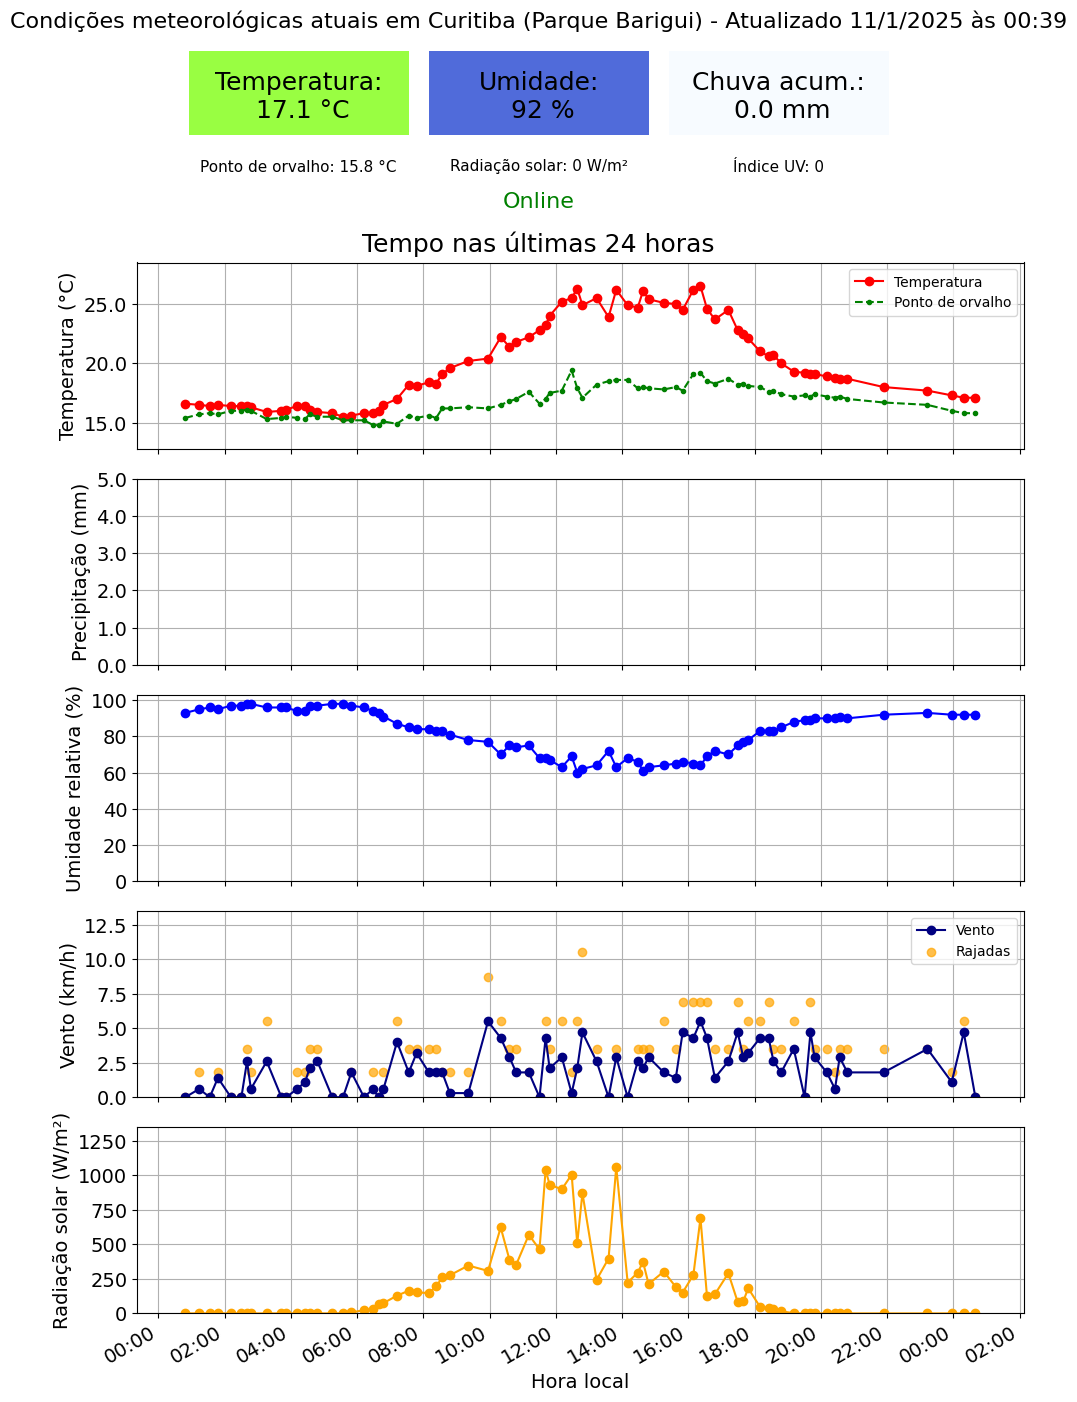 Condições meteorológicas atuais em Curitiba (Parque Barigui) - Atualizado 11/1/2025 às 00:39
Temperatura:
17.1 °C
Umidade:
92 %
Chuva acum.:
0.0 mm
Ponto de orvalho: 15.8 °C
Radiação solar: 0 W/m²
Índice UV: 0
Online
Tempo nas últimas 24 horas
Temperatura (°C)
25.0
20.0
15.0
Temperatura
Ponto de orvalho
Precipitação (mm)
5.0
4.0
3.0
2.0
1.0
0.0
Umidade relativa (%)
100
80
60
40
20
0
Vento (km/h)
12.5
10.0
7.5
5.0
2.5
0.0
Vento
Rajadas
Radiação solar (W/m²)
1250
1000
750
500
250
0
00:00
02:00
04:00
06:00
08:00
10:00
12:00
14:00
16:00
18:00
20:00
22:00
00:00
02:00
Hora local